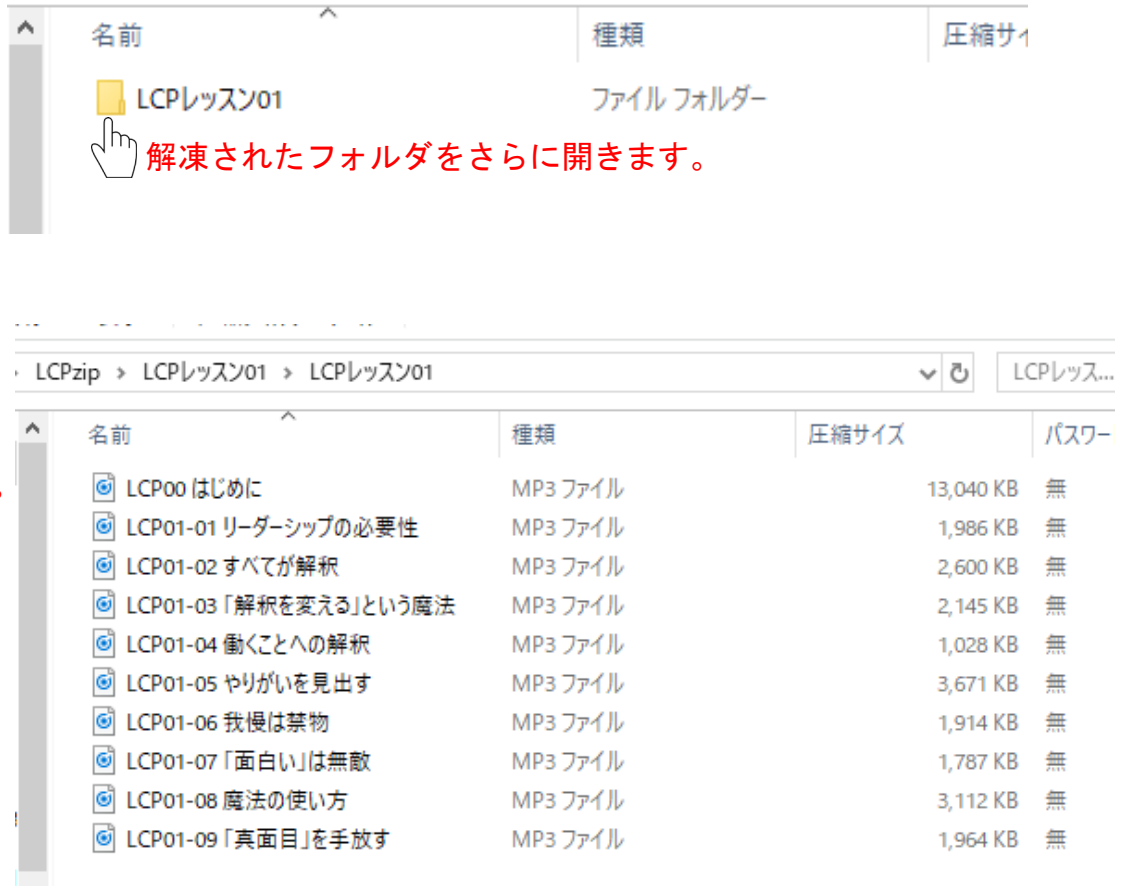 名前 種類 圧縮サイ
LCPレッスン01 ファイル フォルダー
解凍されたフォルダをさらに開きます。
› LCPzip › LCPレッスン01 › LCPレッスン01 LCPレッス...
名前 種類 圧縮サイズ パスワー
LCP00 はじめに MP3 ファイル 13,040 KB 無
LCP01-01 リーダーシップの必要性 MP3 ファイル 1,986 KB 無
LCP01-02 すべてが解釈 MP3 ファイル 2,600 KB 無
LCP01-03 「解釈を変える」という魔法 MP3 ファイル 2,145 KB 無
LCP01-04 働くことへの解釈 MP3 ファイル 1,028 KB 無
LCP01-05 やりがいを見出す MP3 ファイル 3,671 KB 無
LCP01-06 我慢は禁物 MP3 ファイル 1,914 KB 無
LCP01-07 「面白い」は無敵 MP3 ファイル 1,787 KB 無
LCP01-08 魔法の使い方 MP3 ファイル 3,112 KB 無
LCP01-09 「真面目」を手放す MP3 ファイル 1,964 KB 無